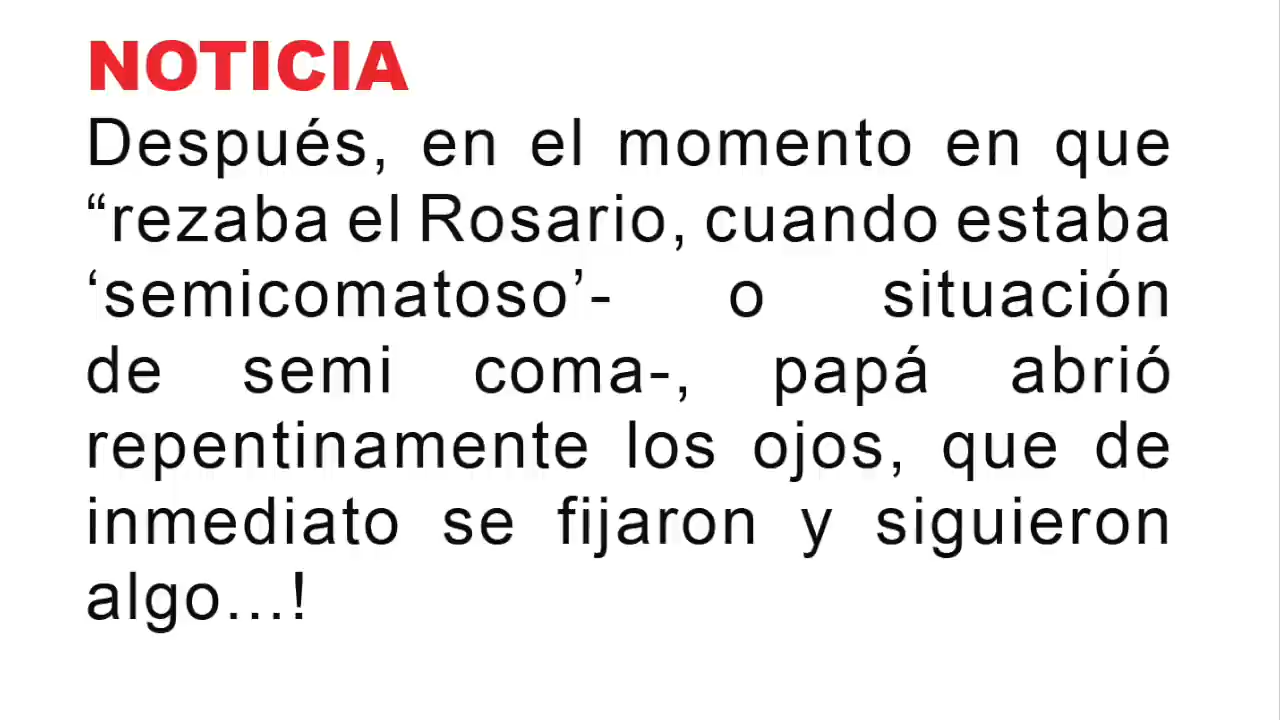 NOTICIA
Después, en el momento en que
“rezaba el Rosario, cuando estaba
‘semicomatoso’- o situación
de semi coma-, papá abrió
repentinamente los ojos, que de
inmediato se fijaron y siguieron
algo...!